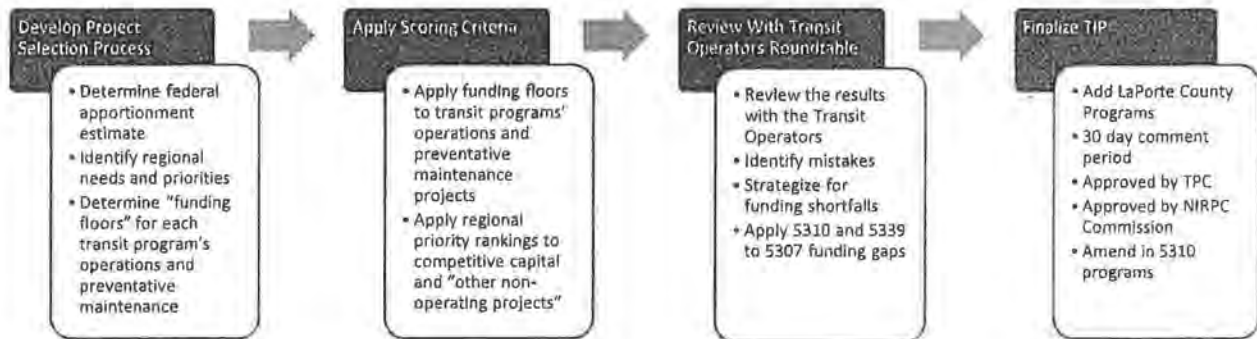 Develop Project
Selection Process
• Determine federal
apportionment
estimate
• Identify regional
needs and priorities
• Determine "funding
floors" for each
transit program's
operations and
preventative
maintenance
Apply Scoring Criteria
• Apply funding floors
to transit programs'
operations and
preventative
maintenance
projects
• Apply regional
priority rankings to
competitive capital
and "other non-
operating projects"
Review With Transit
Operators Roundtable
• Review the results
with the Transit
Operators
• Identify mistakes
• Strategize for
funding shortfalls
• Apply 5310 and 5339
to 5307 funding gaps
Finalize TIP
• Add LaPorte County
Programs
• 30 day comment
period
• Approved by TPC
• Approved by NIRPC
Commission
• Amend in 5310
programs